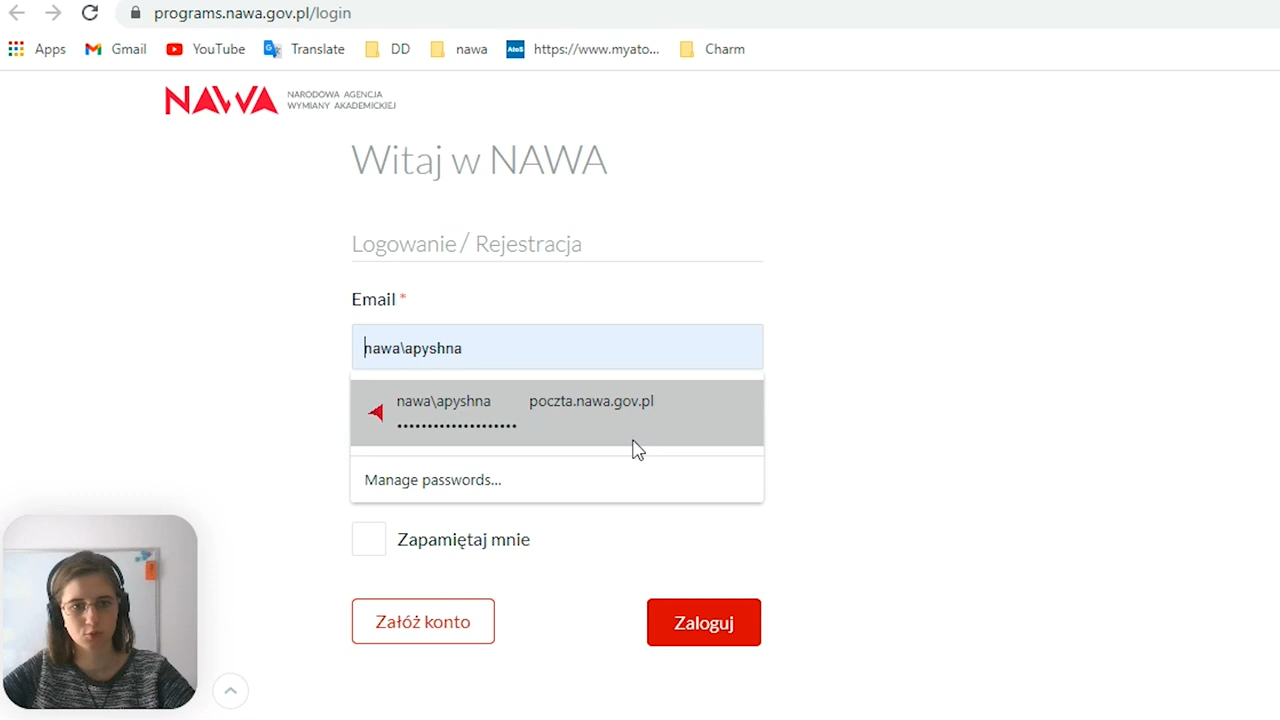 programs.nawa.gov.pl/login
Apps Gmail YouTube Translate DD nawa https://www.myato... Charm
NAWA NARODOWA AGENCJA
WYMIANY AKADEMICKIEJ
Witaj w NAWA
Logowanie / Rejestracja
Email *
nawa\apyshna
nawa\apyshna poczta.nawa.gov.pl
••••••••••••••••••••
Manage passwords...
Zapamiętaj mnie
Załóż konto Zaloguj